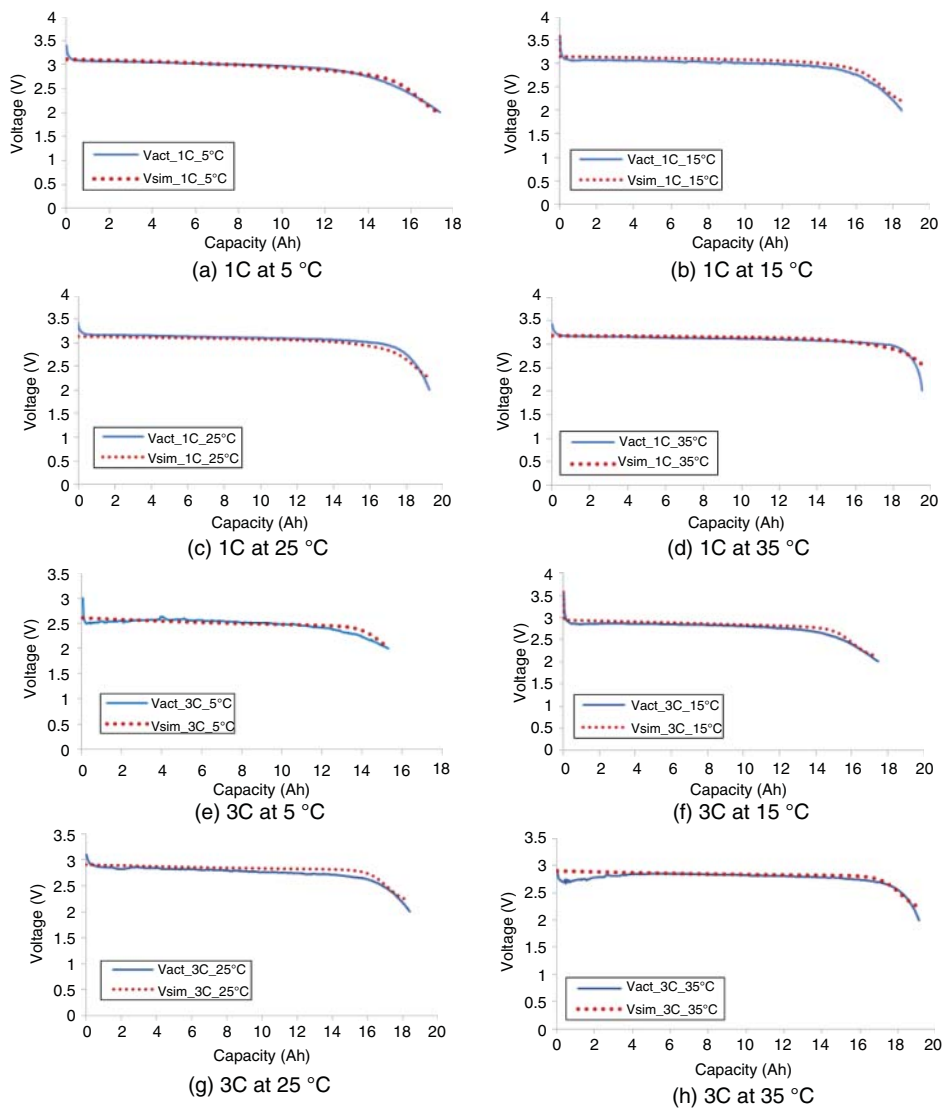 4
3.5
3
2.5
2
1.5
1
0.5
0
Voltage (V)
Vact_1C_5°C
Vsim_1C_5°C
0 2 4 6 8 10 12 14 16 18
Capacity (Ah)
(a) 1C at 5 °C
4
3.5
3
2.5
2
1.5
1
0.5
0
Voltage (V)
Vact_1C_15°C
Vsim_1C_15°C
0 2 4 6 8 10 12 14 16 18 20
Capacity (Ah)
(b) 1C at 15 °C
4
3.5
3
2.5
2
1.5
1
0.5
0
Voltage (V)
Vact_1C_25°C
Vsim_1C_25°C
0 2 4 6 8 10 12 14 16 18 20
Capacity (Ah)
(c) 1C at 25 °C
4
3.5
3
2.5
2
1.5
1
0.5
0
Voltage (V)
Vact_1C_35°C
Vsim_1C_35°C
0 2 4 6 8 10 12 14 16 18 20
Capacity (Ah)
(d) 1C at 35 °C
3.5
3
2.5
2
1.5
1
0.5
0
Voltage (V)
Vact_3C_5°C
Vsim_3C_5°C
0 2 4 6 8 10 12 14 16 18
Capacity (Ah)
(e) 3C at 5 °C
4
3.5
3
2.5
2
1.5
1
0.5
0
Voltage (V)
Vact_3C_15°C
Vsim_3C_15°C
0 2 4 6 8 10 12 14 16 18 20
Capacity (Ah)
(f) 3C at 15 °C
3.5
3
2.5
2
1.5
1
0.5
0
Voltage (V)
Vact_3C_25°C
Vsim_3C_25°C
0 2 4 6 8 10 12 14 16 18 20
Capacity (Ah)
(g) 3C at 25 °C
3.5
3
2.5
2
1.5
1
0.5
0
Voltage (V)
Vact_3C_35°C
Vsim_3C_35°C
0 2 4 6 8 10 12 14 16 18 20
Capacity (Ah)
(h) 3C at 35 °C